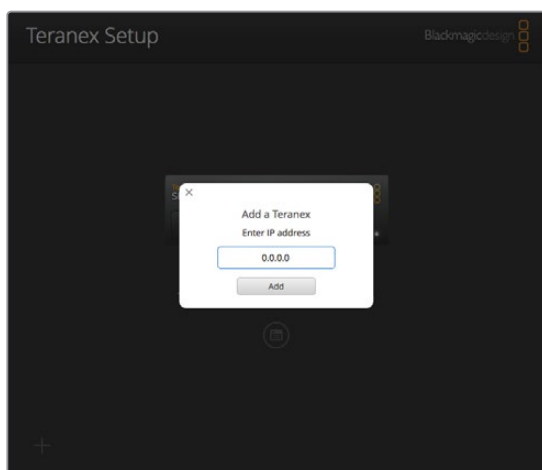 Teranex Setup
Blackmagicdesign
Add a Teranex
Enter IP address
0.0.0.0
Add